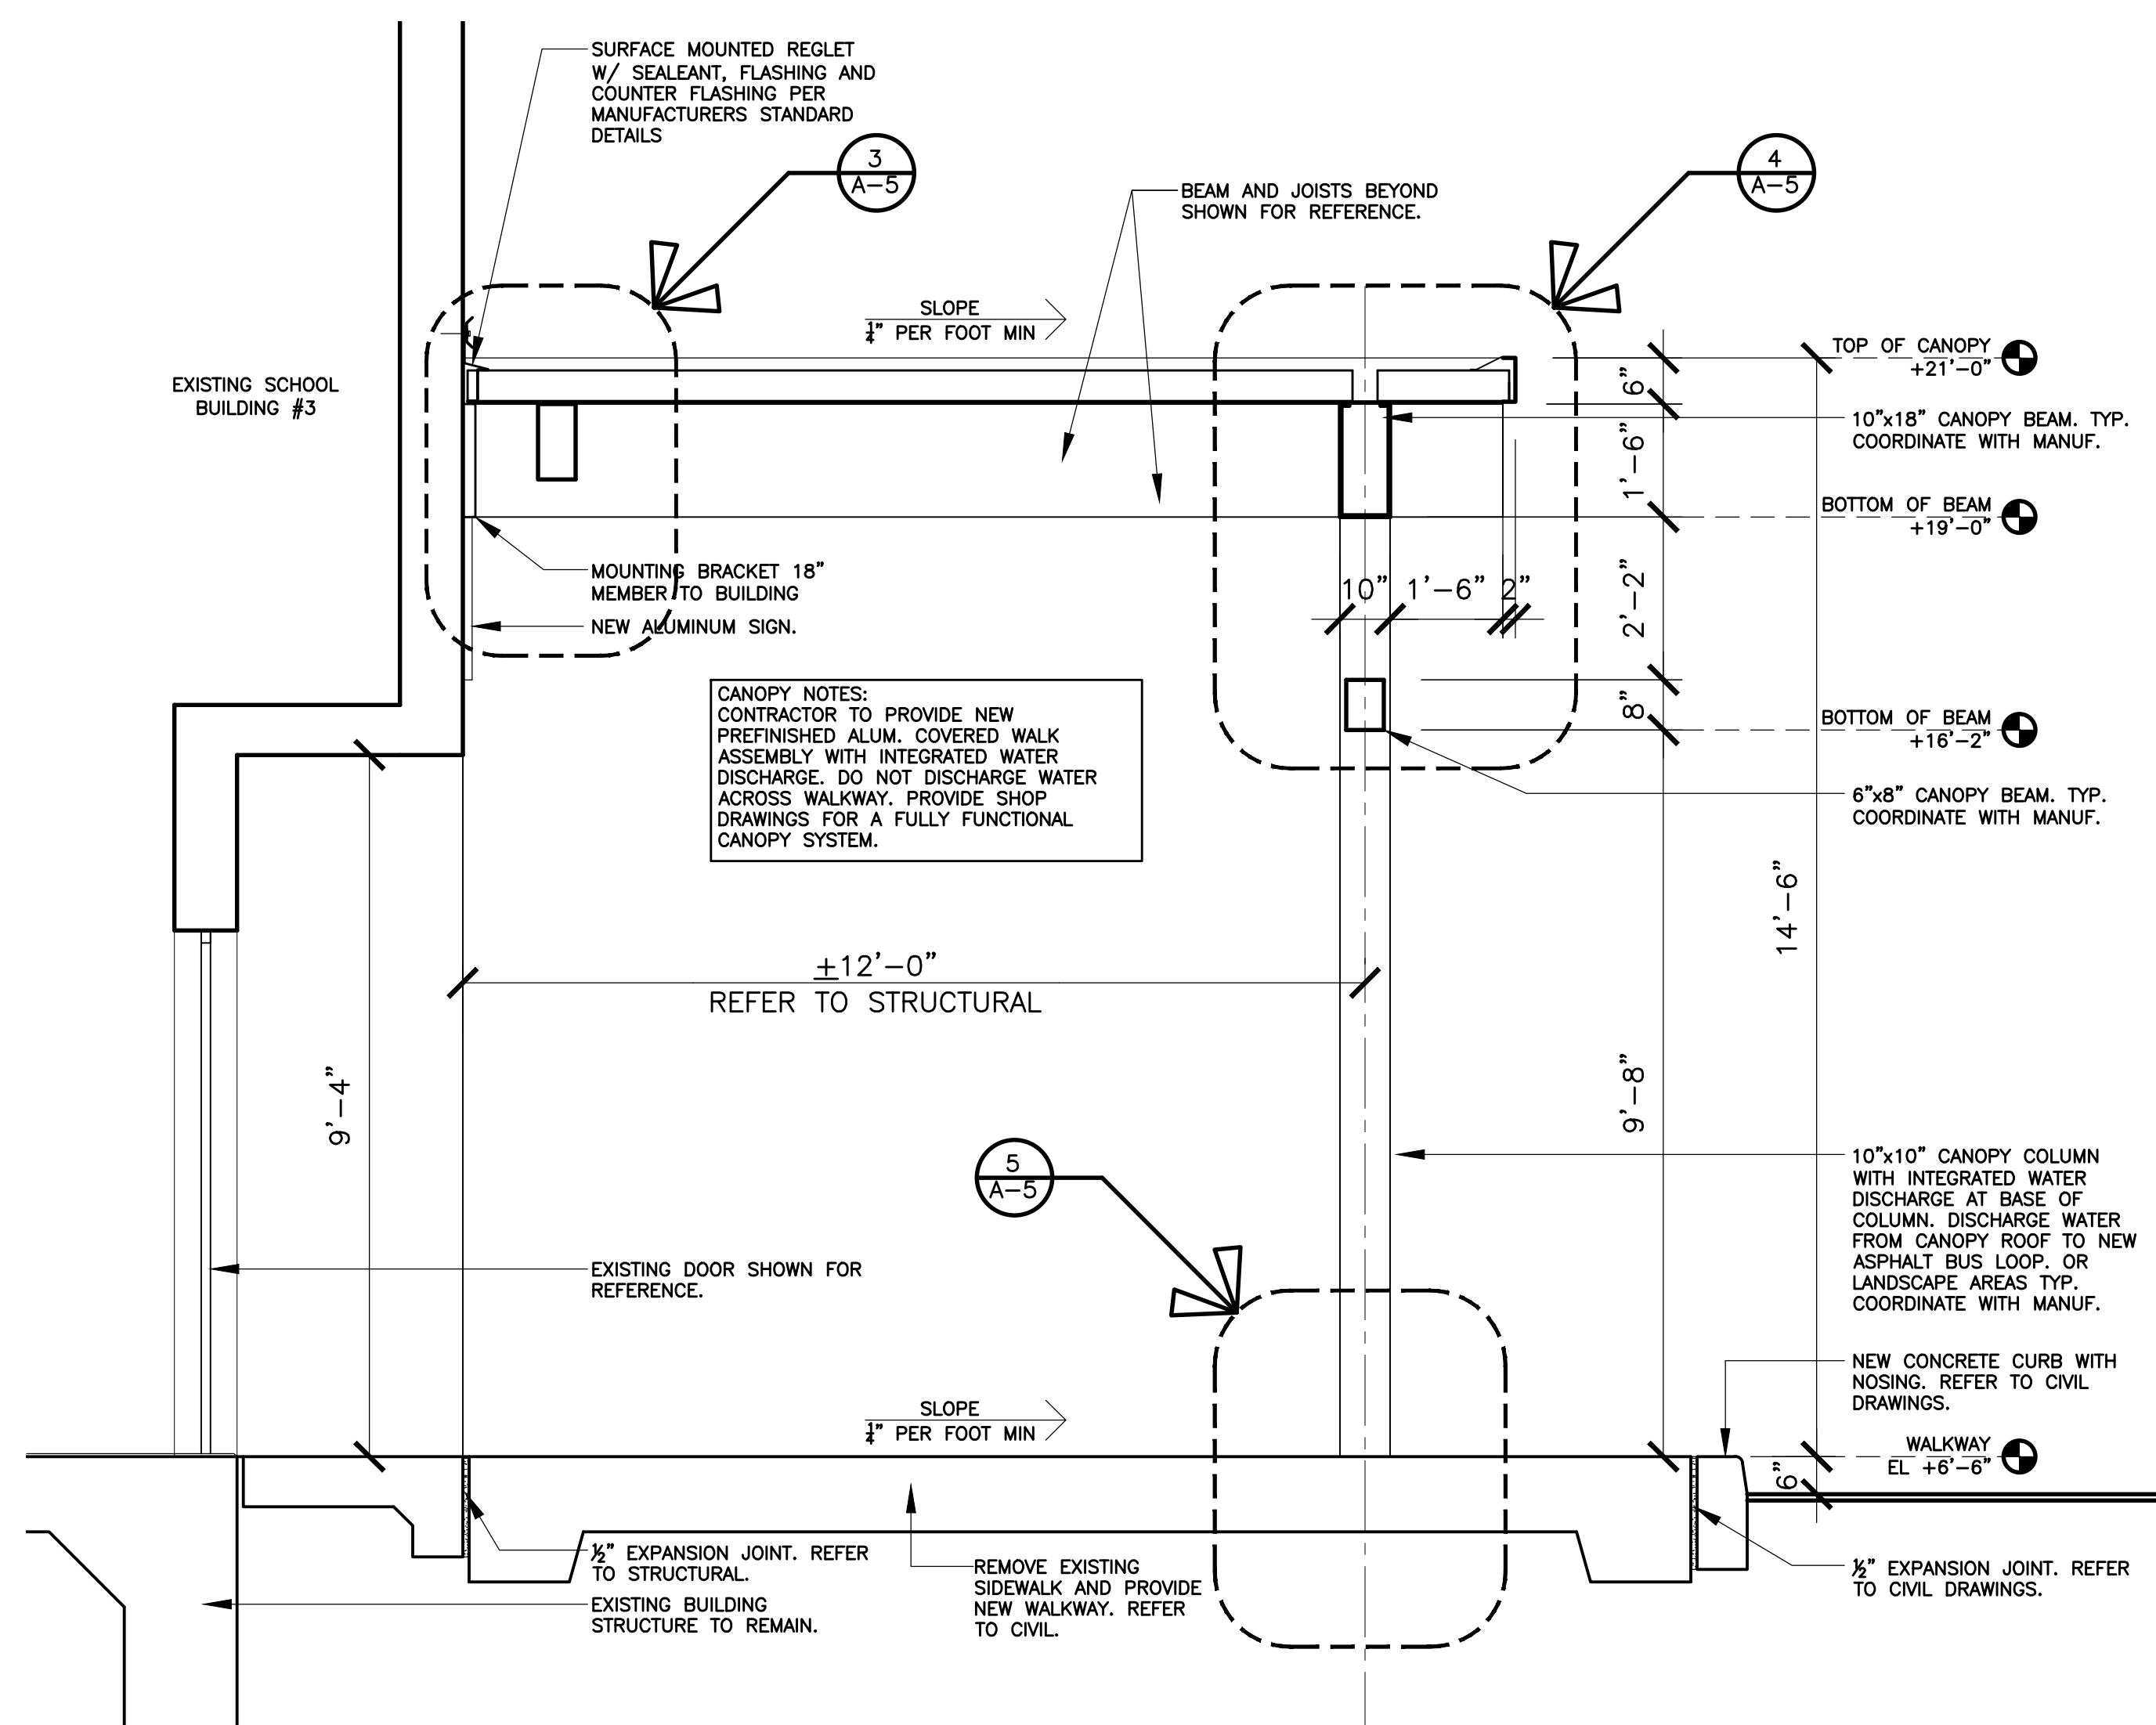 SURFACE MOUNTED REGLET
W/ SEALEANT, FLASHING AND
COUNTER FLASHING PER
MANUFACTURERS STANDARD
DETAILS
3
A-5
4
A-5
BEAM AND JOISTS BEYOND
SHOWN FOR REFERENCE.
SLOPE
1/4" PER FOOT MIN
EXISTING SCHOOL
BUILDING #3
TOP OF CANOPY
+21'-0"
6"
10"x18" CANOPY BEAM. TYP.
COORDINATE WITH MANUF.
1'-6"
BOTTOM OF BEAM
+19'-0"
MOUNTING BRACKET 18"
MEMBER TO BUILDING
NEW ALUMINUM SIGN.
10" 1'-6" 2"
2'-2"
8"
BOTTOM OF BEAM
+16'-2"
CANOPY NOTES:
CONTRACTOR TO PROVIDE NEW
PREFINISHED ALUM. COVERED WALK
ASSEMBLY WITH INTEGRATED WATER
DISCHARGE. DO NOT DISCHARGE WATER
ACROSS WALKWAY. PROVIDE SHOP
DRAWINGS FOR A FULLY FUNCTIONAL
CANOPY SYSTEM.
6"x8" CANOPY BEAM. TYP.
COORDINATE WITH MANUF.
14'-6"
±12'-0"
REFER TO STRUCTURAL
9'-4"
9'-8"
5
A-5
10"x10" CANOPY COLUMN
WITH INTEGRATED WATER
DISCHARGE AT BASE OF
COLUMN. DISCHARGE WATER
FROM CANOPY ROOF TO NEW
ASPHALT BUS LOOP. OR
LANDSCAPE AREAS TYP.
COORDINATE WITH MANUF.
EXISTING DOOR SHOWN FOR
REFERENCE.
NEW CONCRETE CURB WITH
NOSING. REFER TO CIVIL
DRAWINGS.
SLOPE
1/4" PER FOOT MIN
WALKWAY
EL +6'-6"
6"
½" EXPANSION JOINT. REFER
TO STRUCTURAL.
EXISTING BUILDING
STRUCTURE TO REMAIN.
REMOVE EXISTING
SIDEWALK AND PROVIDE
NEW WALKWAY. REFER
TO CIVIL.
½" EXPANSION JOINT. REFER
TO CIVIL DRAWINGS.